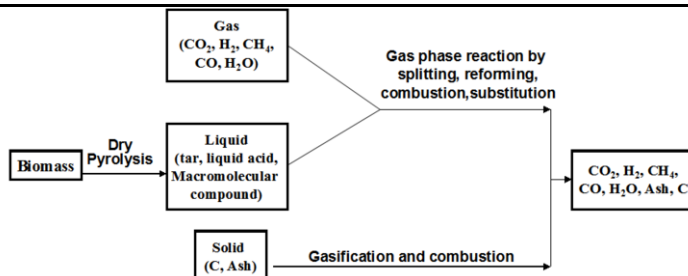 Gas
(CO₂, H₂, CH₄,
CO, H₂O)
Gas phase reaction by
splitting, reforming,
combustion,substitution
Biomass
Dry
Pyrolysis
Liquid
(tar, liquid acid,
Macromolecular
compound)
CO₂, H₂, CH₄,
CO, H₂O, Ash, C
Solid
(C, Ash)
Gasification and combustion